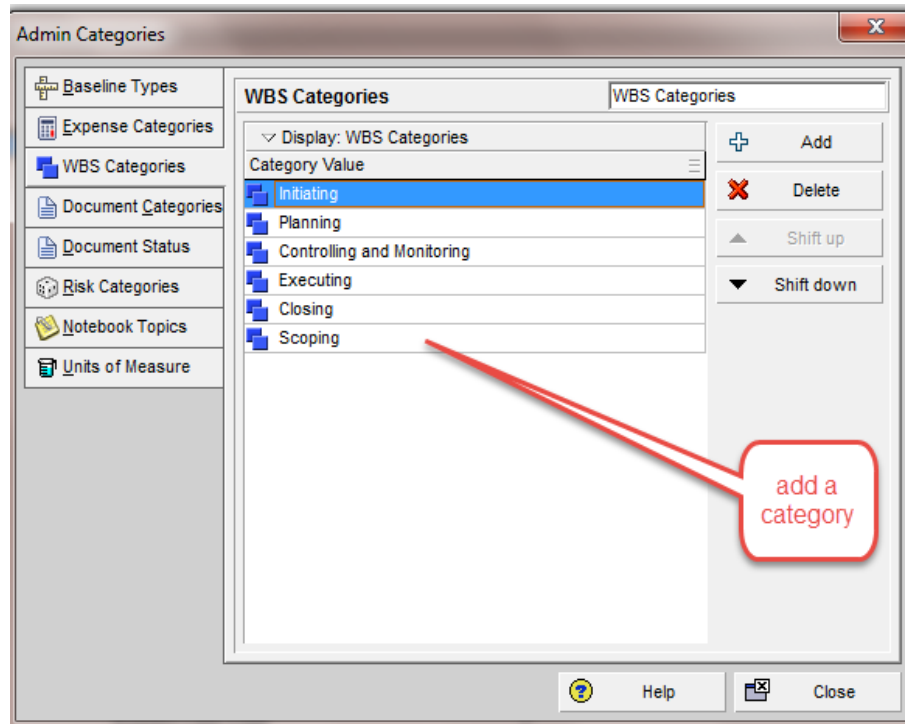 Admin Categories
x
Baseline Types
Expense Categories
WBS Categories
Document Categories
Document Status
Risk Categories
Notebook Topics
Units of Measure
WBS Categories
WBS Categories
Display: WBS Categories
Category Value
Initiating
Planning
Controlling and Monitoring
Executing
Closing
Scoping
Add
Delete
Shift up
Shift down
add a
category
? Help
Close